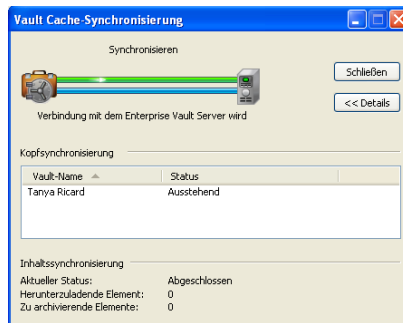 Vault Cache-Synchronisierung
Synchronisieren
Schließen
<< Details
Verbindung mit dem Enterprise Vault Server wird
Kopfsynchronisierung
Vault-Name Status
Tanya Ricard Ausstehend
Inhaltssynchronisierung
Aktueller Status: Abgeschlossen
Herunterzuladende Element: 0
Zu archivierende Elemente: 0